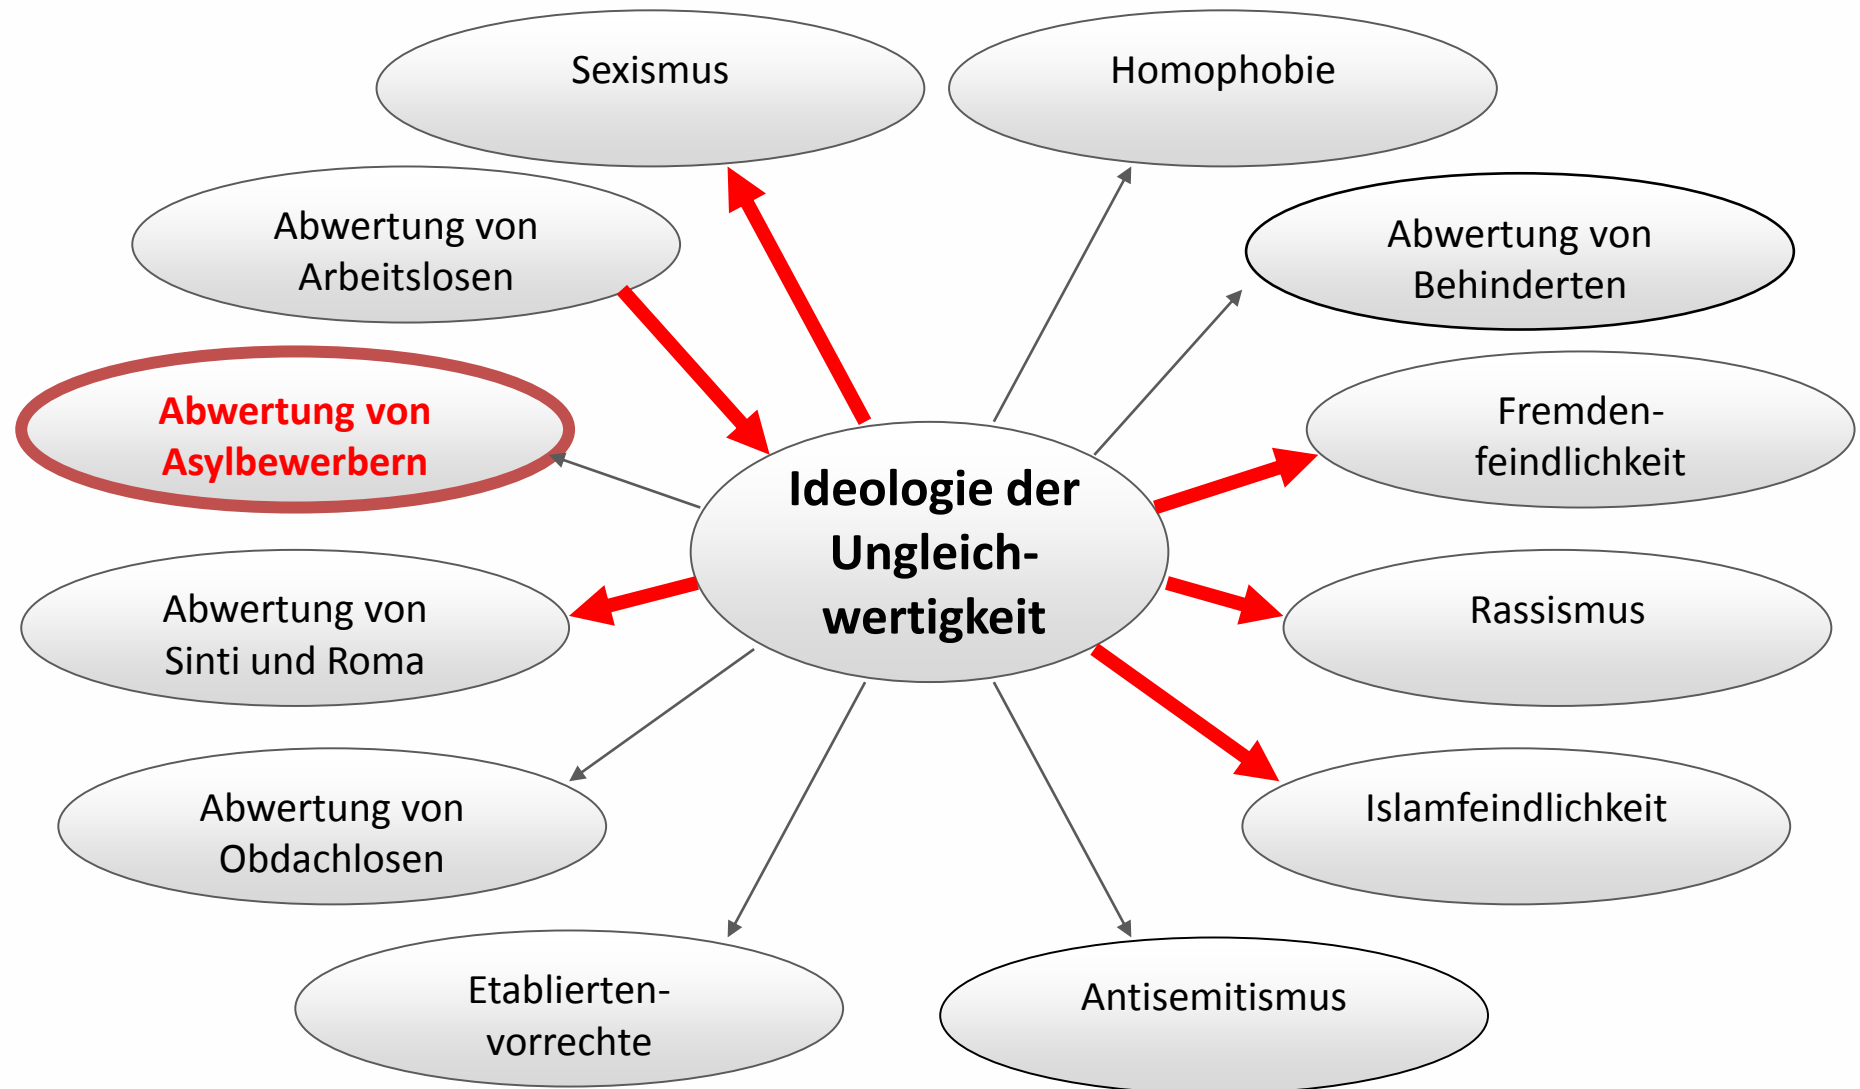 Sexismus
Homophobie
Abwertung von
Arbeitslosen
Abwertung von
Behinderten
Abwertung von
Asylbewerbern
Fremden-
feindlichkeit
Ideologie der
Ungleich-
wertigkeit
Abwertung von
Sinti und Roma
Rassismus
Abwertung von
Obdachlosen
Islamfeindlichkeit
Etablierten-
vorrechte
Antisemitismus